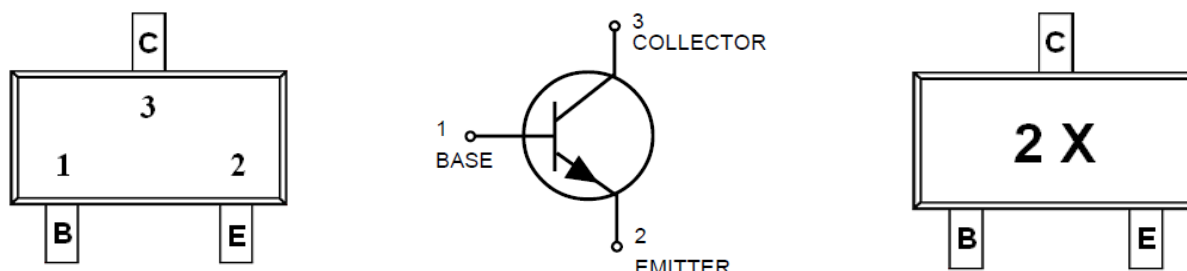 C
3
1 2
B E
3
COLLECTOR
1
BASE
2
EMITTER
C
2 X
B E